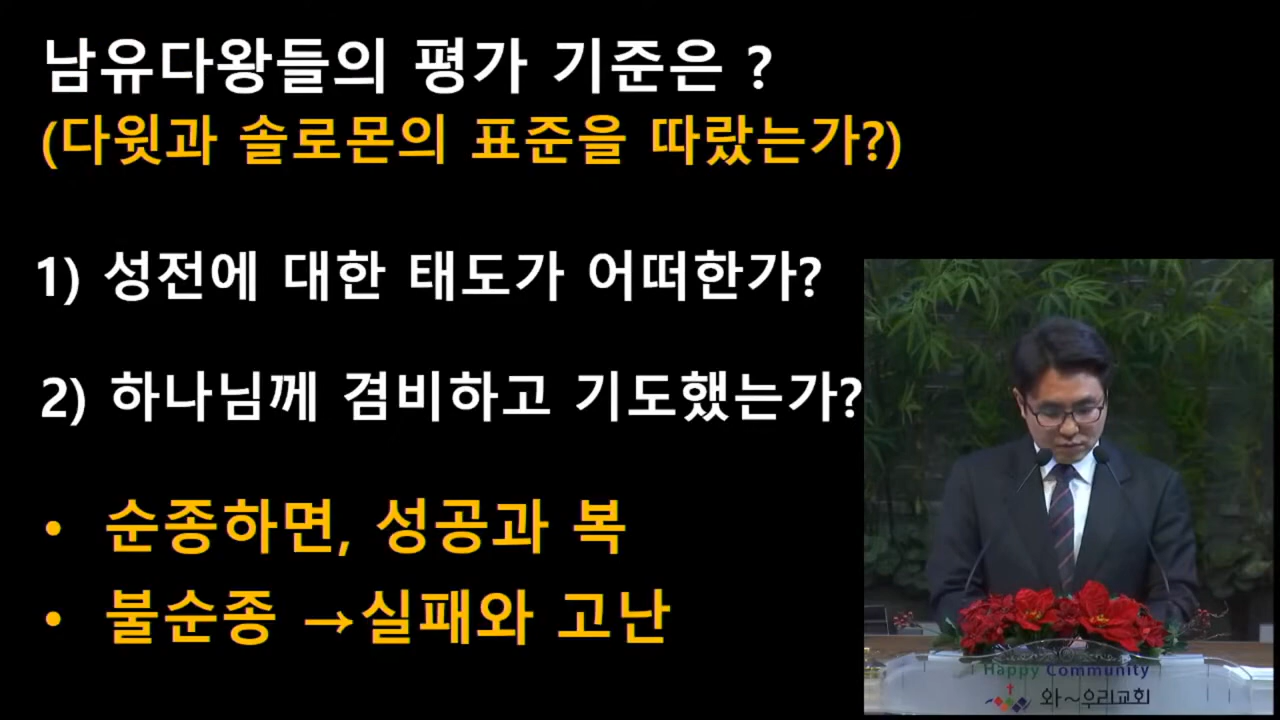 남유다왕들의 평가 기준은 ?
(다윗과 솔로몬의 표준을 따랐는가?)
1) 성전에 대한 태도가 어떠한가?
2) 하나님께 겸비하고 기도했는가?
• 순종하면, 성공과 복
• 불순종 →실패와 고난
Happy Community
와~우리교회